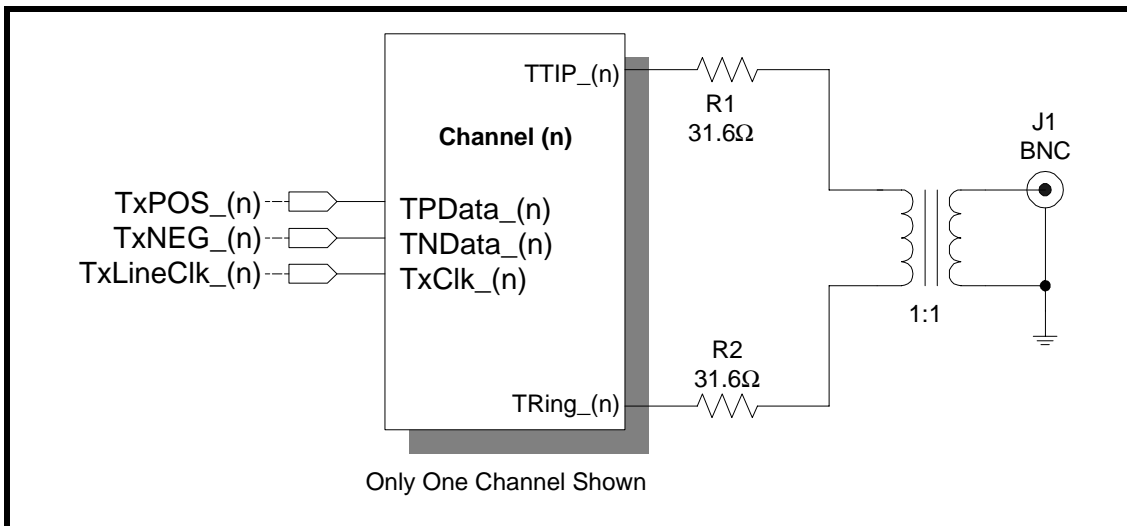 TTIP_(n)
R1
31.6Ω
J1
BNC
Channel (n)
TxPOS_(n)
TPData_(n)
TxNEG_(n)
TNData_(n)
TxLineClk_(n)
TxClk_(n)
1:1
R2
31.6Ω
TRing_(n)
Only One Channel Shown